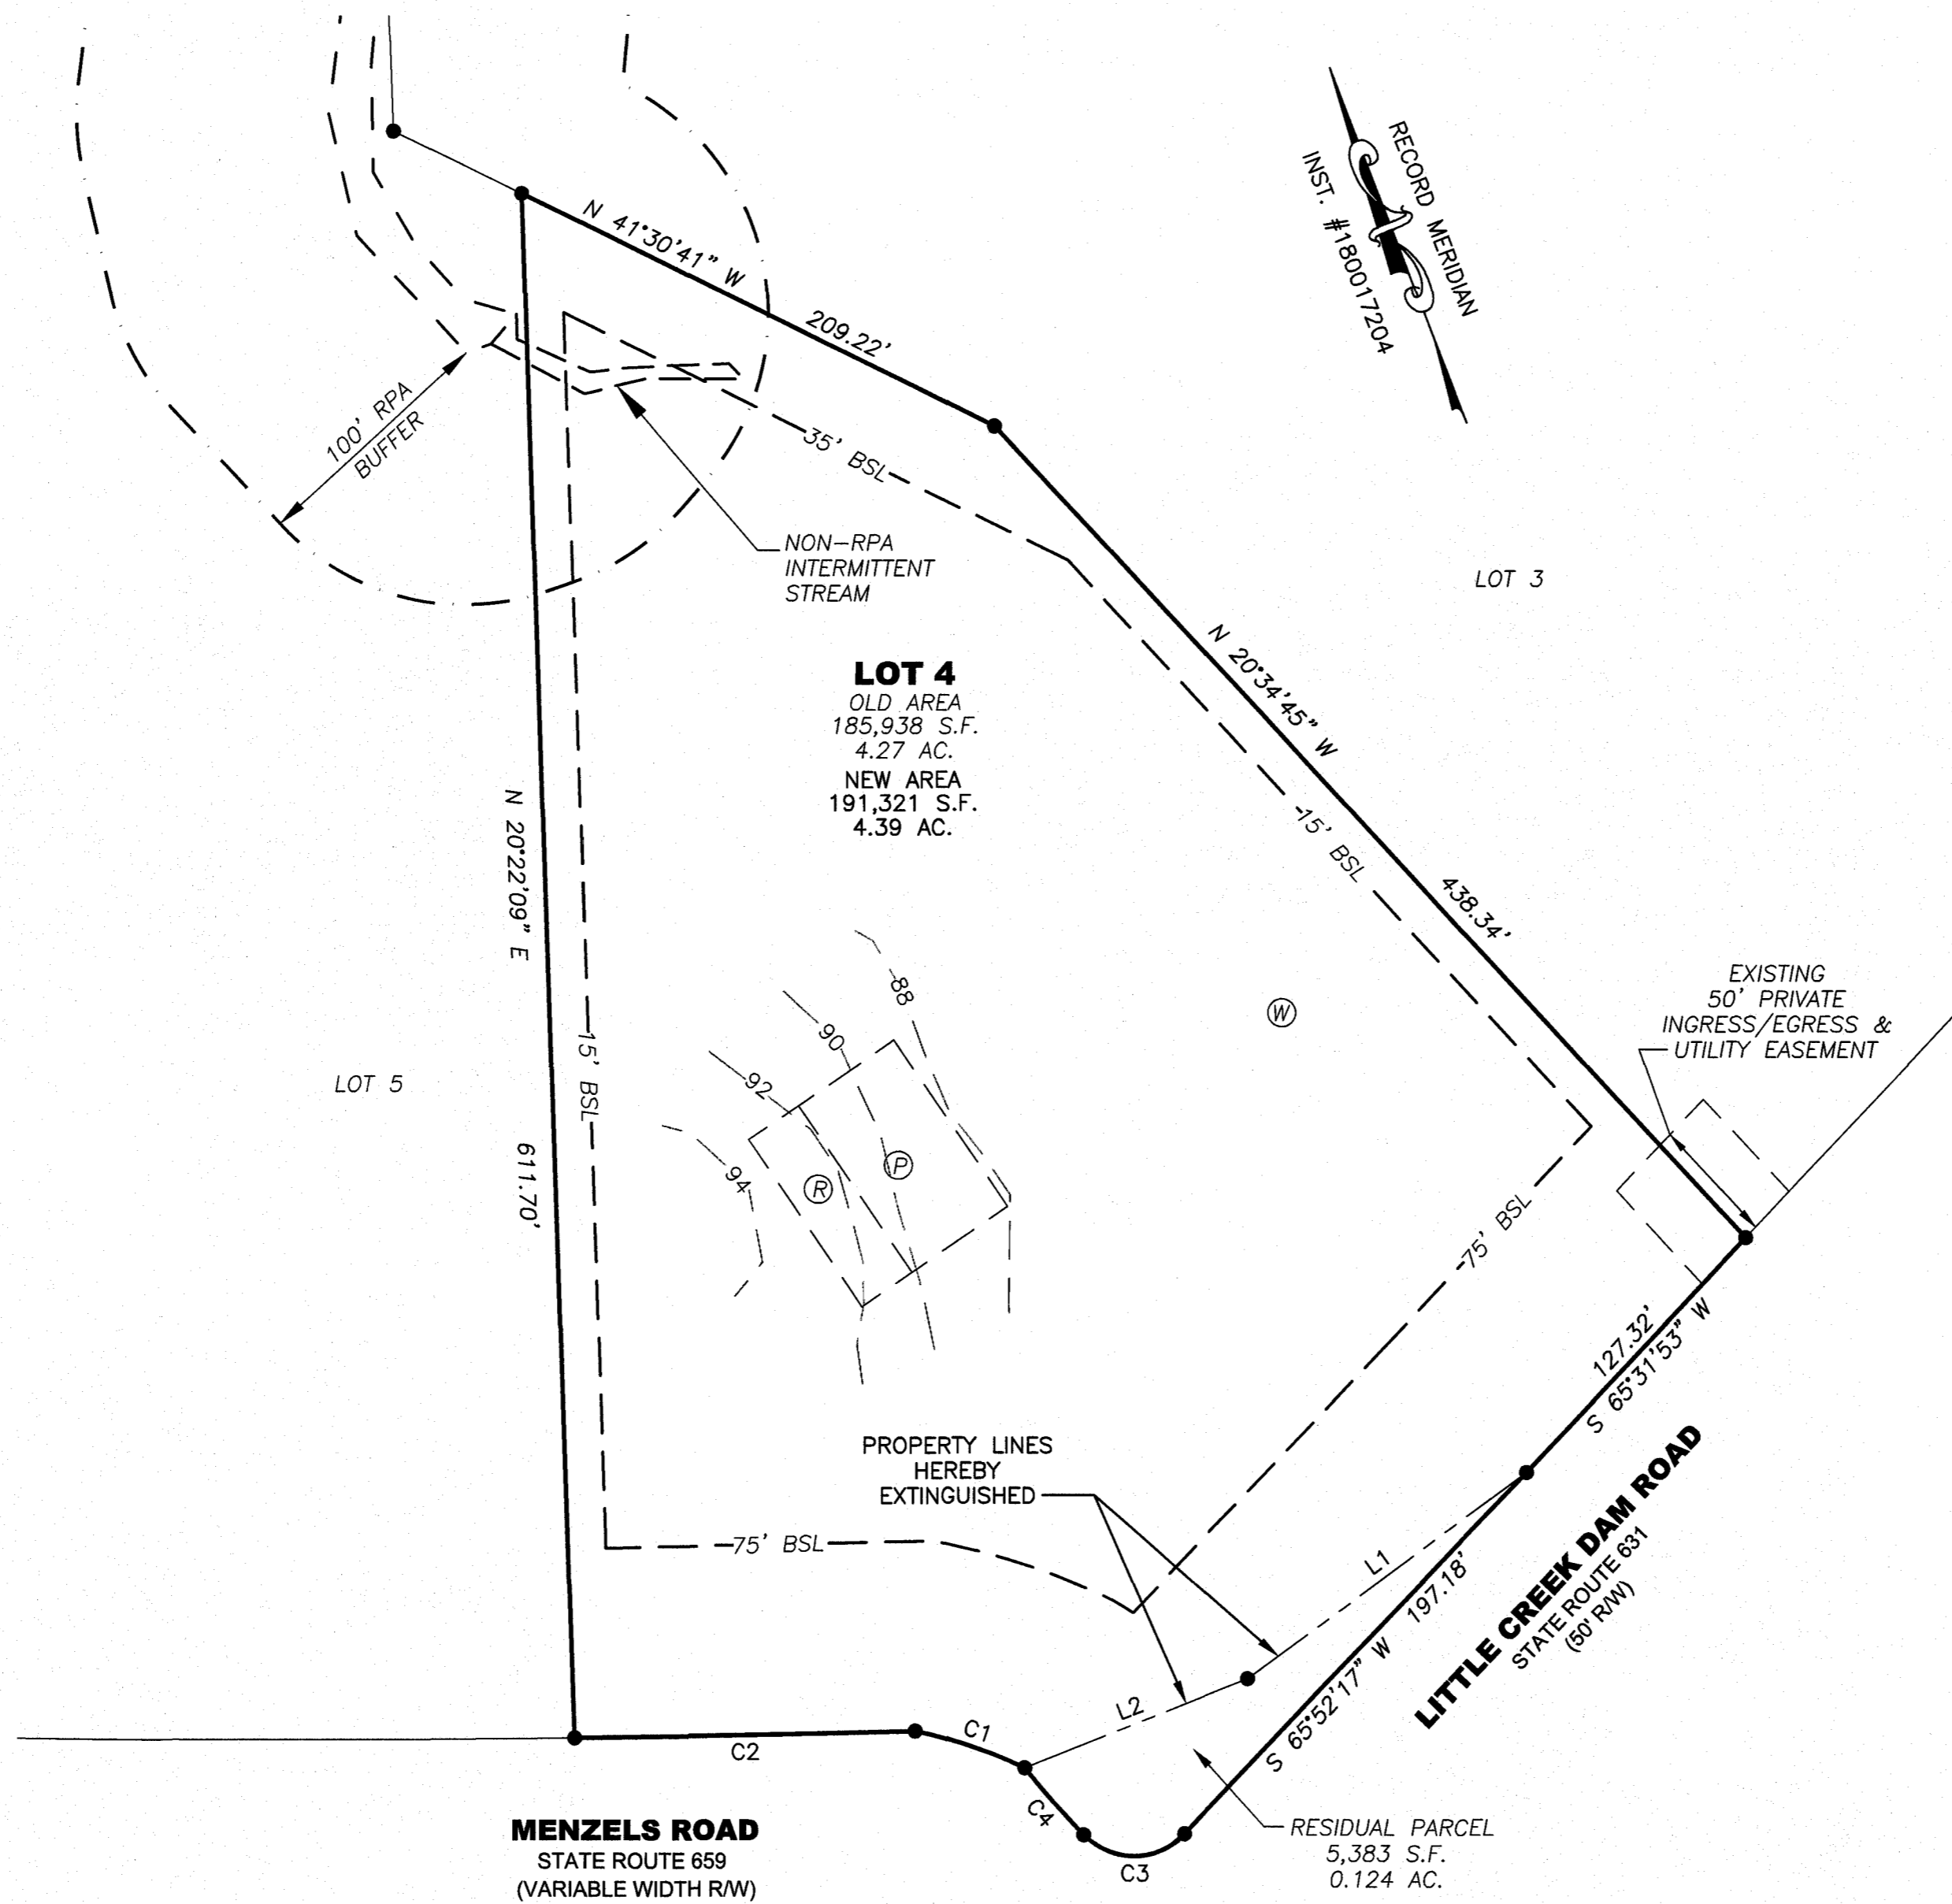 RECORD MERIDIAN
INST. #180017204
N 41°30'41" W
209.22'
100' RPA
BUFFER
35' BSL
NON-RPA
INTERMITTENT
STREAM
LOT 3
N 20°34'45" W
438.34'
LOT 4
OLD AREA
185,938 S.F.
4.27 AC.
NEW AREA
191,321 S.F.
4.39 AC.
N 20°22'09" E
611.70'
15' BSL
15' BSL
88
90
92
94
W
P
R
LOT 5
EXISTING
50' PRIVATE
INGRESS/EGRESS &
UTILITY EASEMENT
75' BSL
127.32'
S 65°31'53" W
PROPERTY LINES
HEREBY
EXTINGUISHED
75' BSL
L1
L2
197.18'
S 65°52'17" W
LITTLE CREEK DAM ROAD
STATE ROUTE 631
(50' R/W)
C1
C2
C4
C3
RESIDUAL PARCEL
5,383 S.F.
0.124 AC.
MENZELS ROAD
STATE ROUTE 659
(VARIABLE WIDTH R/W)